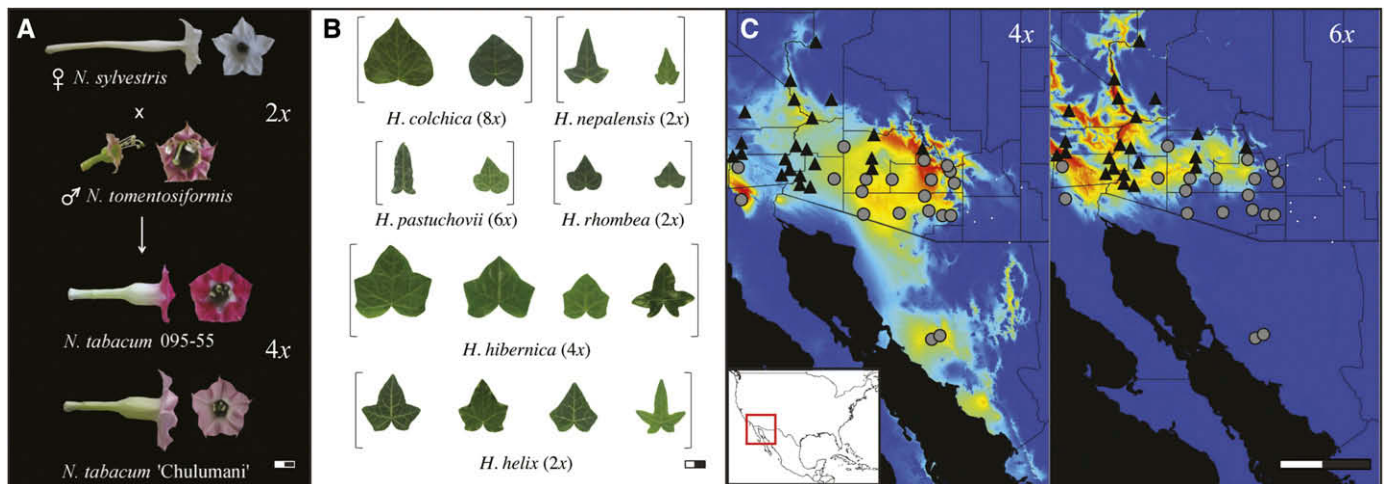 A
♀ N. sylvestris
x
2x
♂ N. tomentosiformis
N. tabacum 095-55
4x
N. tabacum 'Chulumani'
B
H. colchica (8x)
H. nepalensis (2x)
H. pastuchovii (6x)
H. rhombea (2x)
H. hibernica (4x)
H. helix (2x)
C
4x
6x